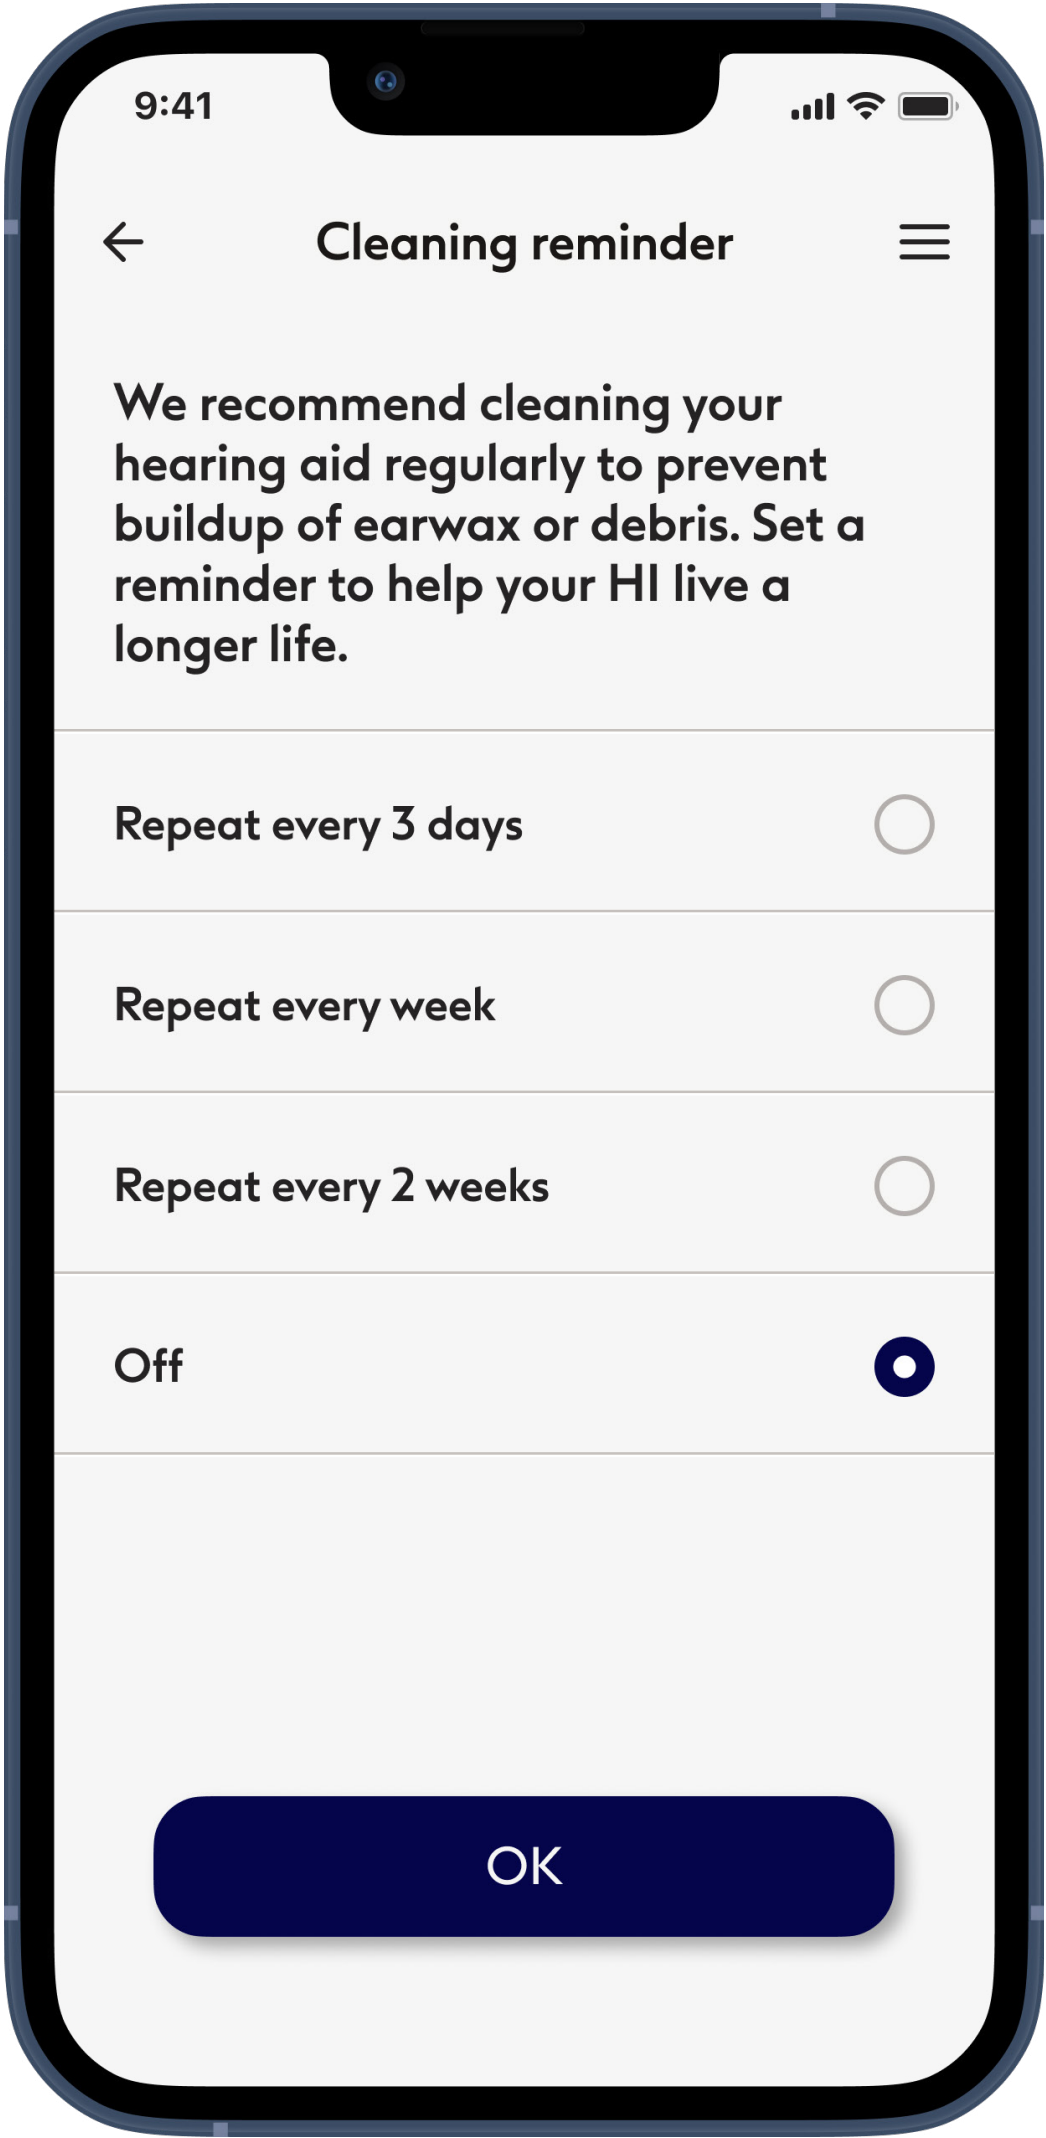 9:41
Cleaning reminder
We recommend cleaning your
hearing aid regularly to prevent
buildup of earwax or debris. Set a
reminder to help your HI live a
longer life.
Repeat every 3 days
Repeat every week
Repeat every 2 weeks
Off
OK